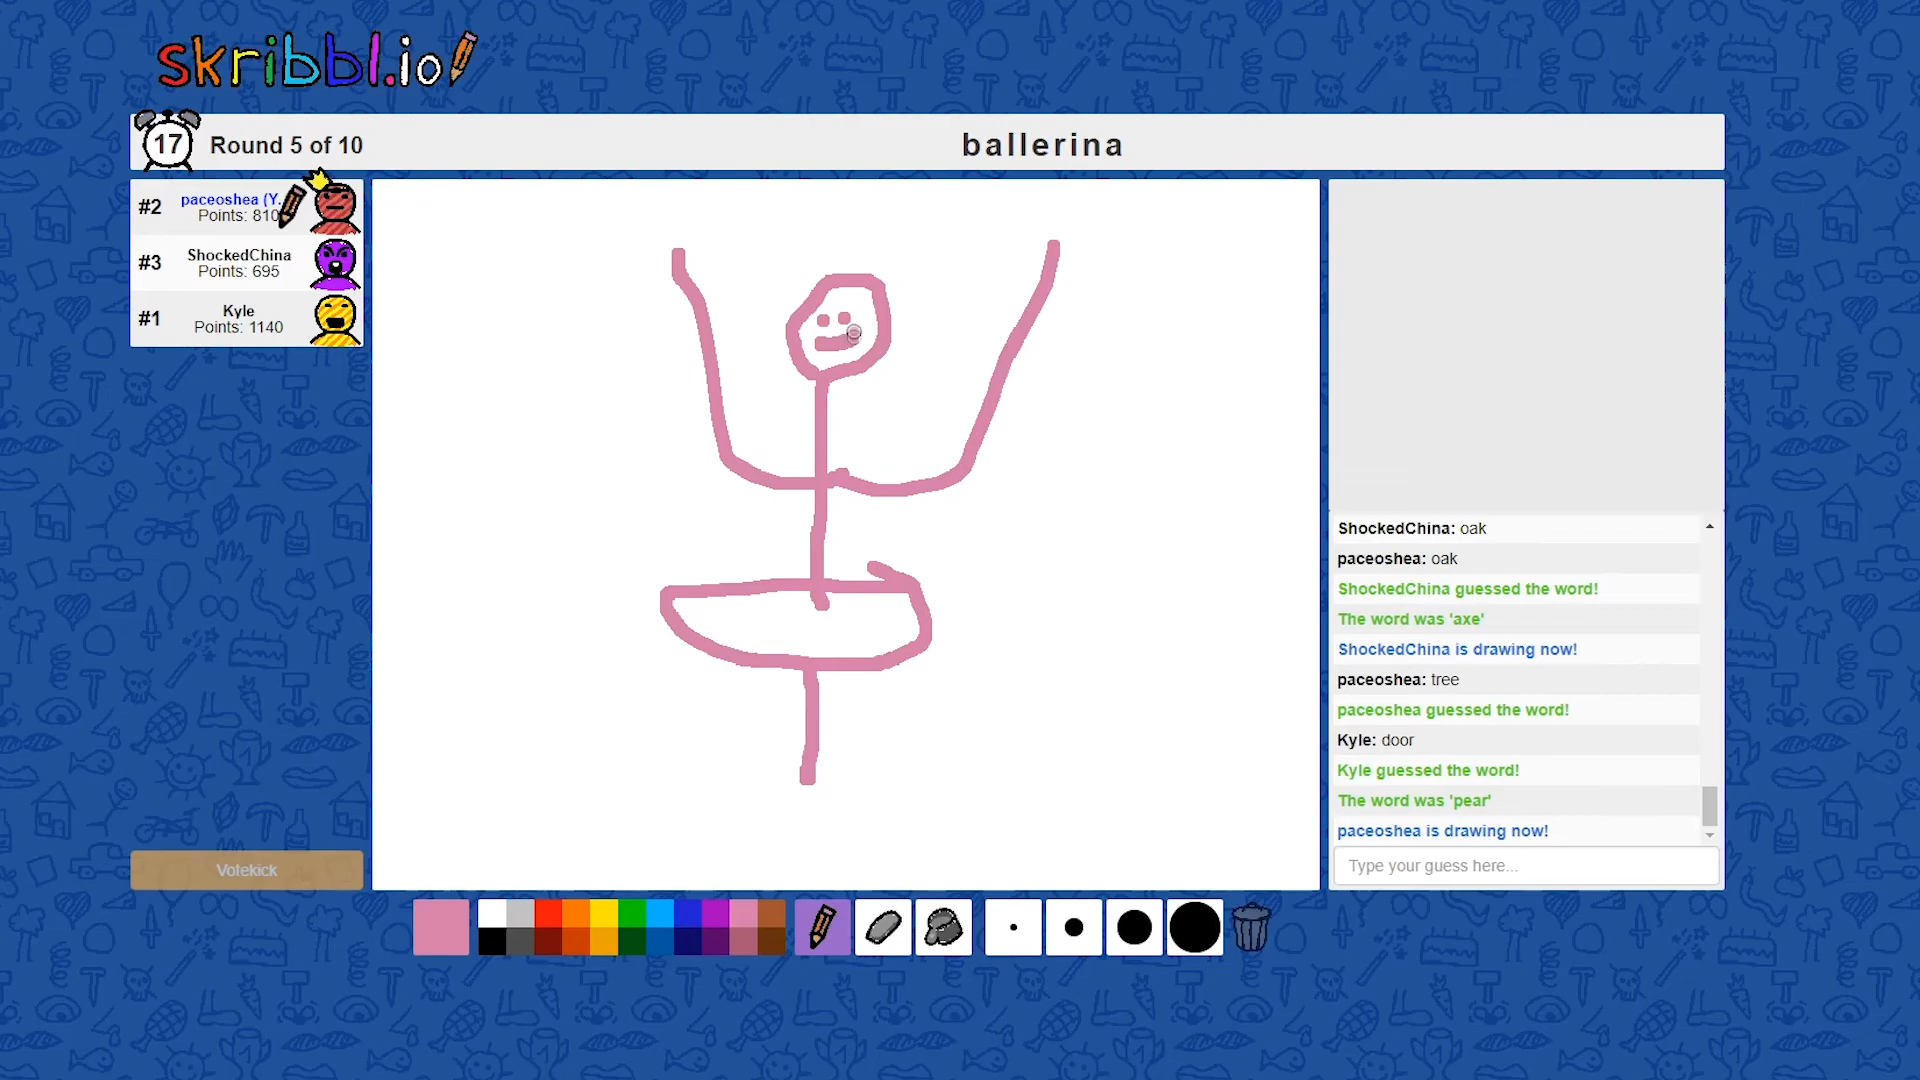 skribbl.io
17
Round 5 of 10
ballerina
#2
paceoshea (Y.
Points: 810
#3
ShockedChina
Points: 695
#1
Kyle
Points: 1140
ShockedChina: oak
paceoshea: oak
ShockedChina guessed the word!
The word was 'axe'
ShockedChina is drawing now!
paceoshea: tree
paceoshea guessed the word!
Kyle: door
Kyle guessed the word!
The word was 'pear'
paceoshea is drawing now!
Type your guess here...
Votekick